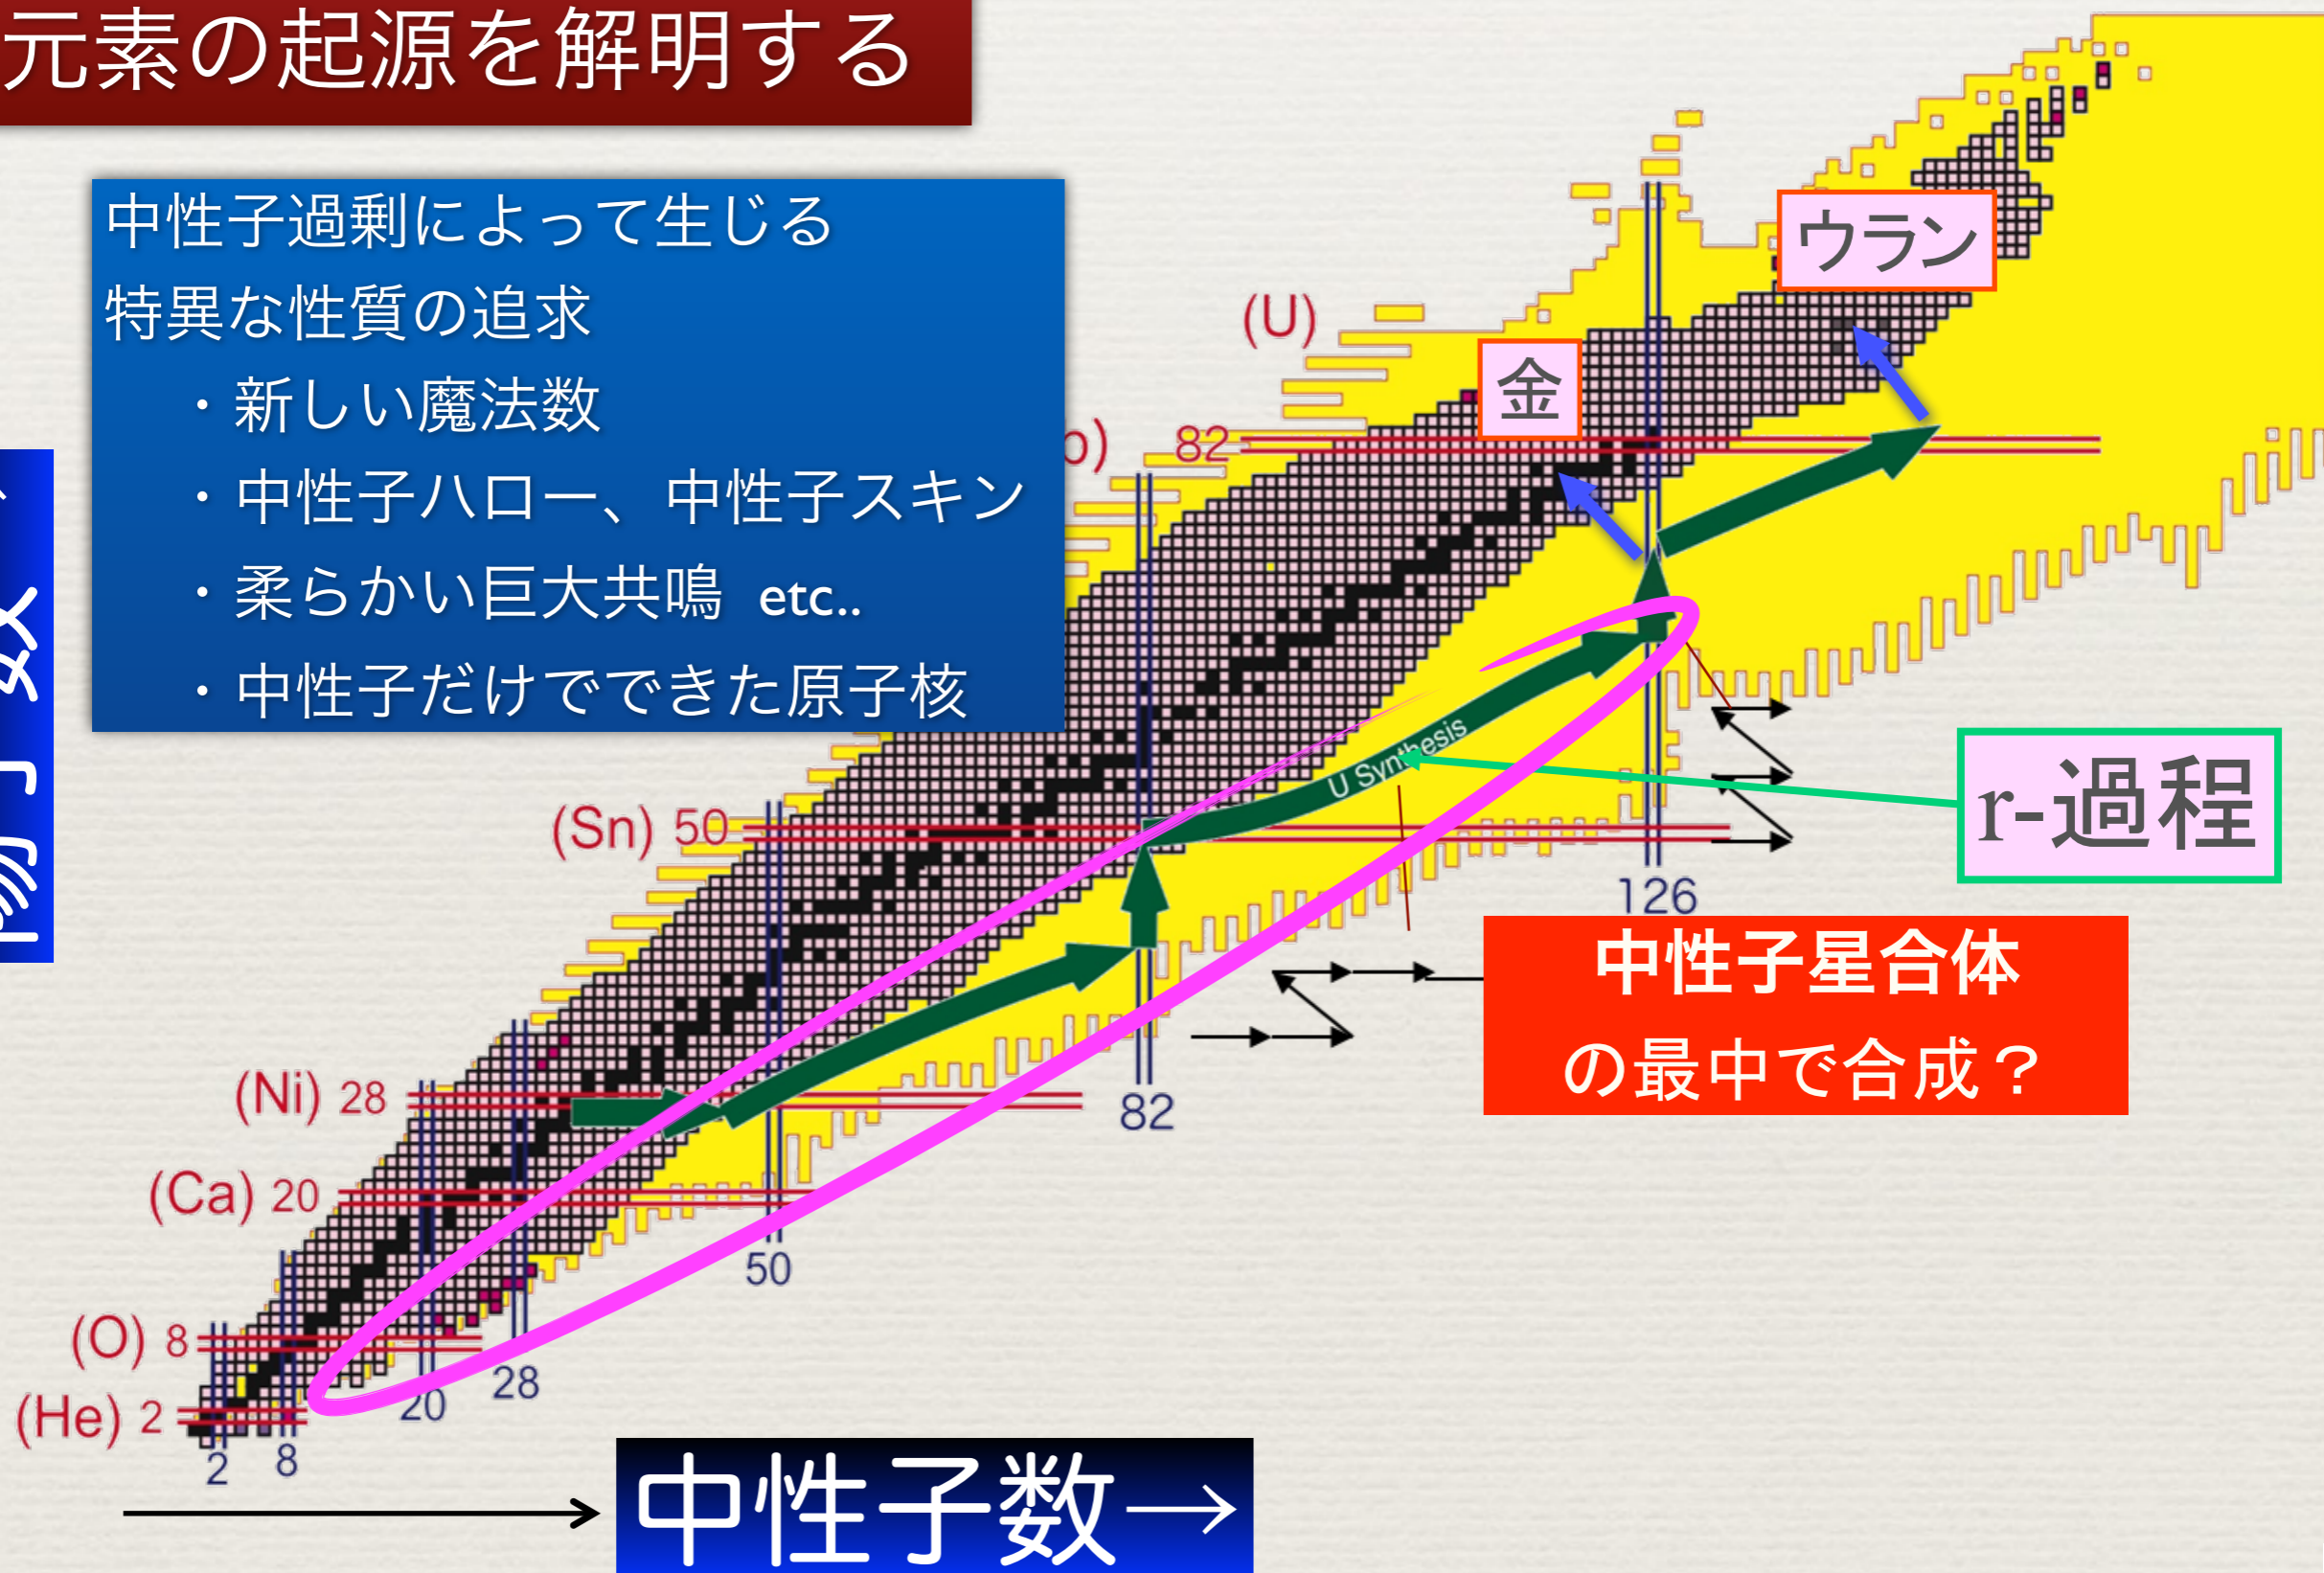 元素の起源を解明する
中性子過剰によって生じる
特異な性質の追求
・新しい魔法数
・中性子ハロー、中性子スキン
・柔らかい巨大共鳴 etc..
・中性子だけでできた原子核
ウラン
(U)
金
82
(Sn) 50
U Synthesis
r-過程
126
中性子星合体
の最中で合成？
(Ni) 28
82
(Ca) 20
50
(O) 8
28
20
(He) 2
2
8
中性子数→